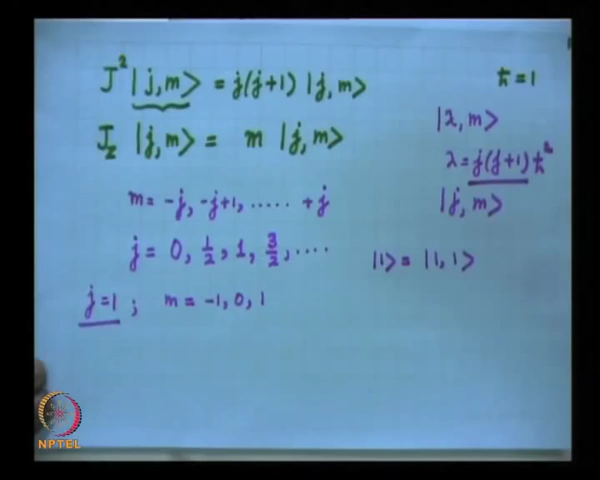 J² |j,m> = j(j+1) |j,m>
ħ = 1
J_z |j,m> = m |j,m>
|λ,m>
λ = j(j+1)ħ²
m = -j, -j+1, ..... +j
|j,m>
j = 0, 1/2, 1, 3/2, ....
|1> = |1,1>
j=1 ; m = -1, 0, 1
NPTEL